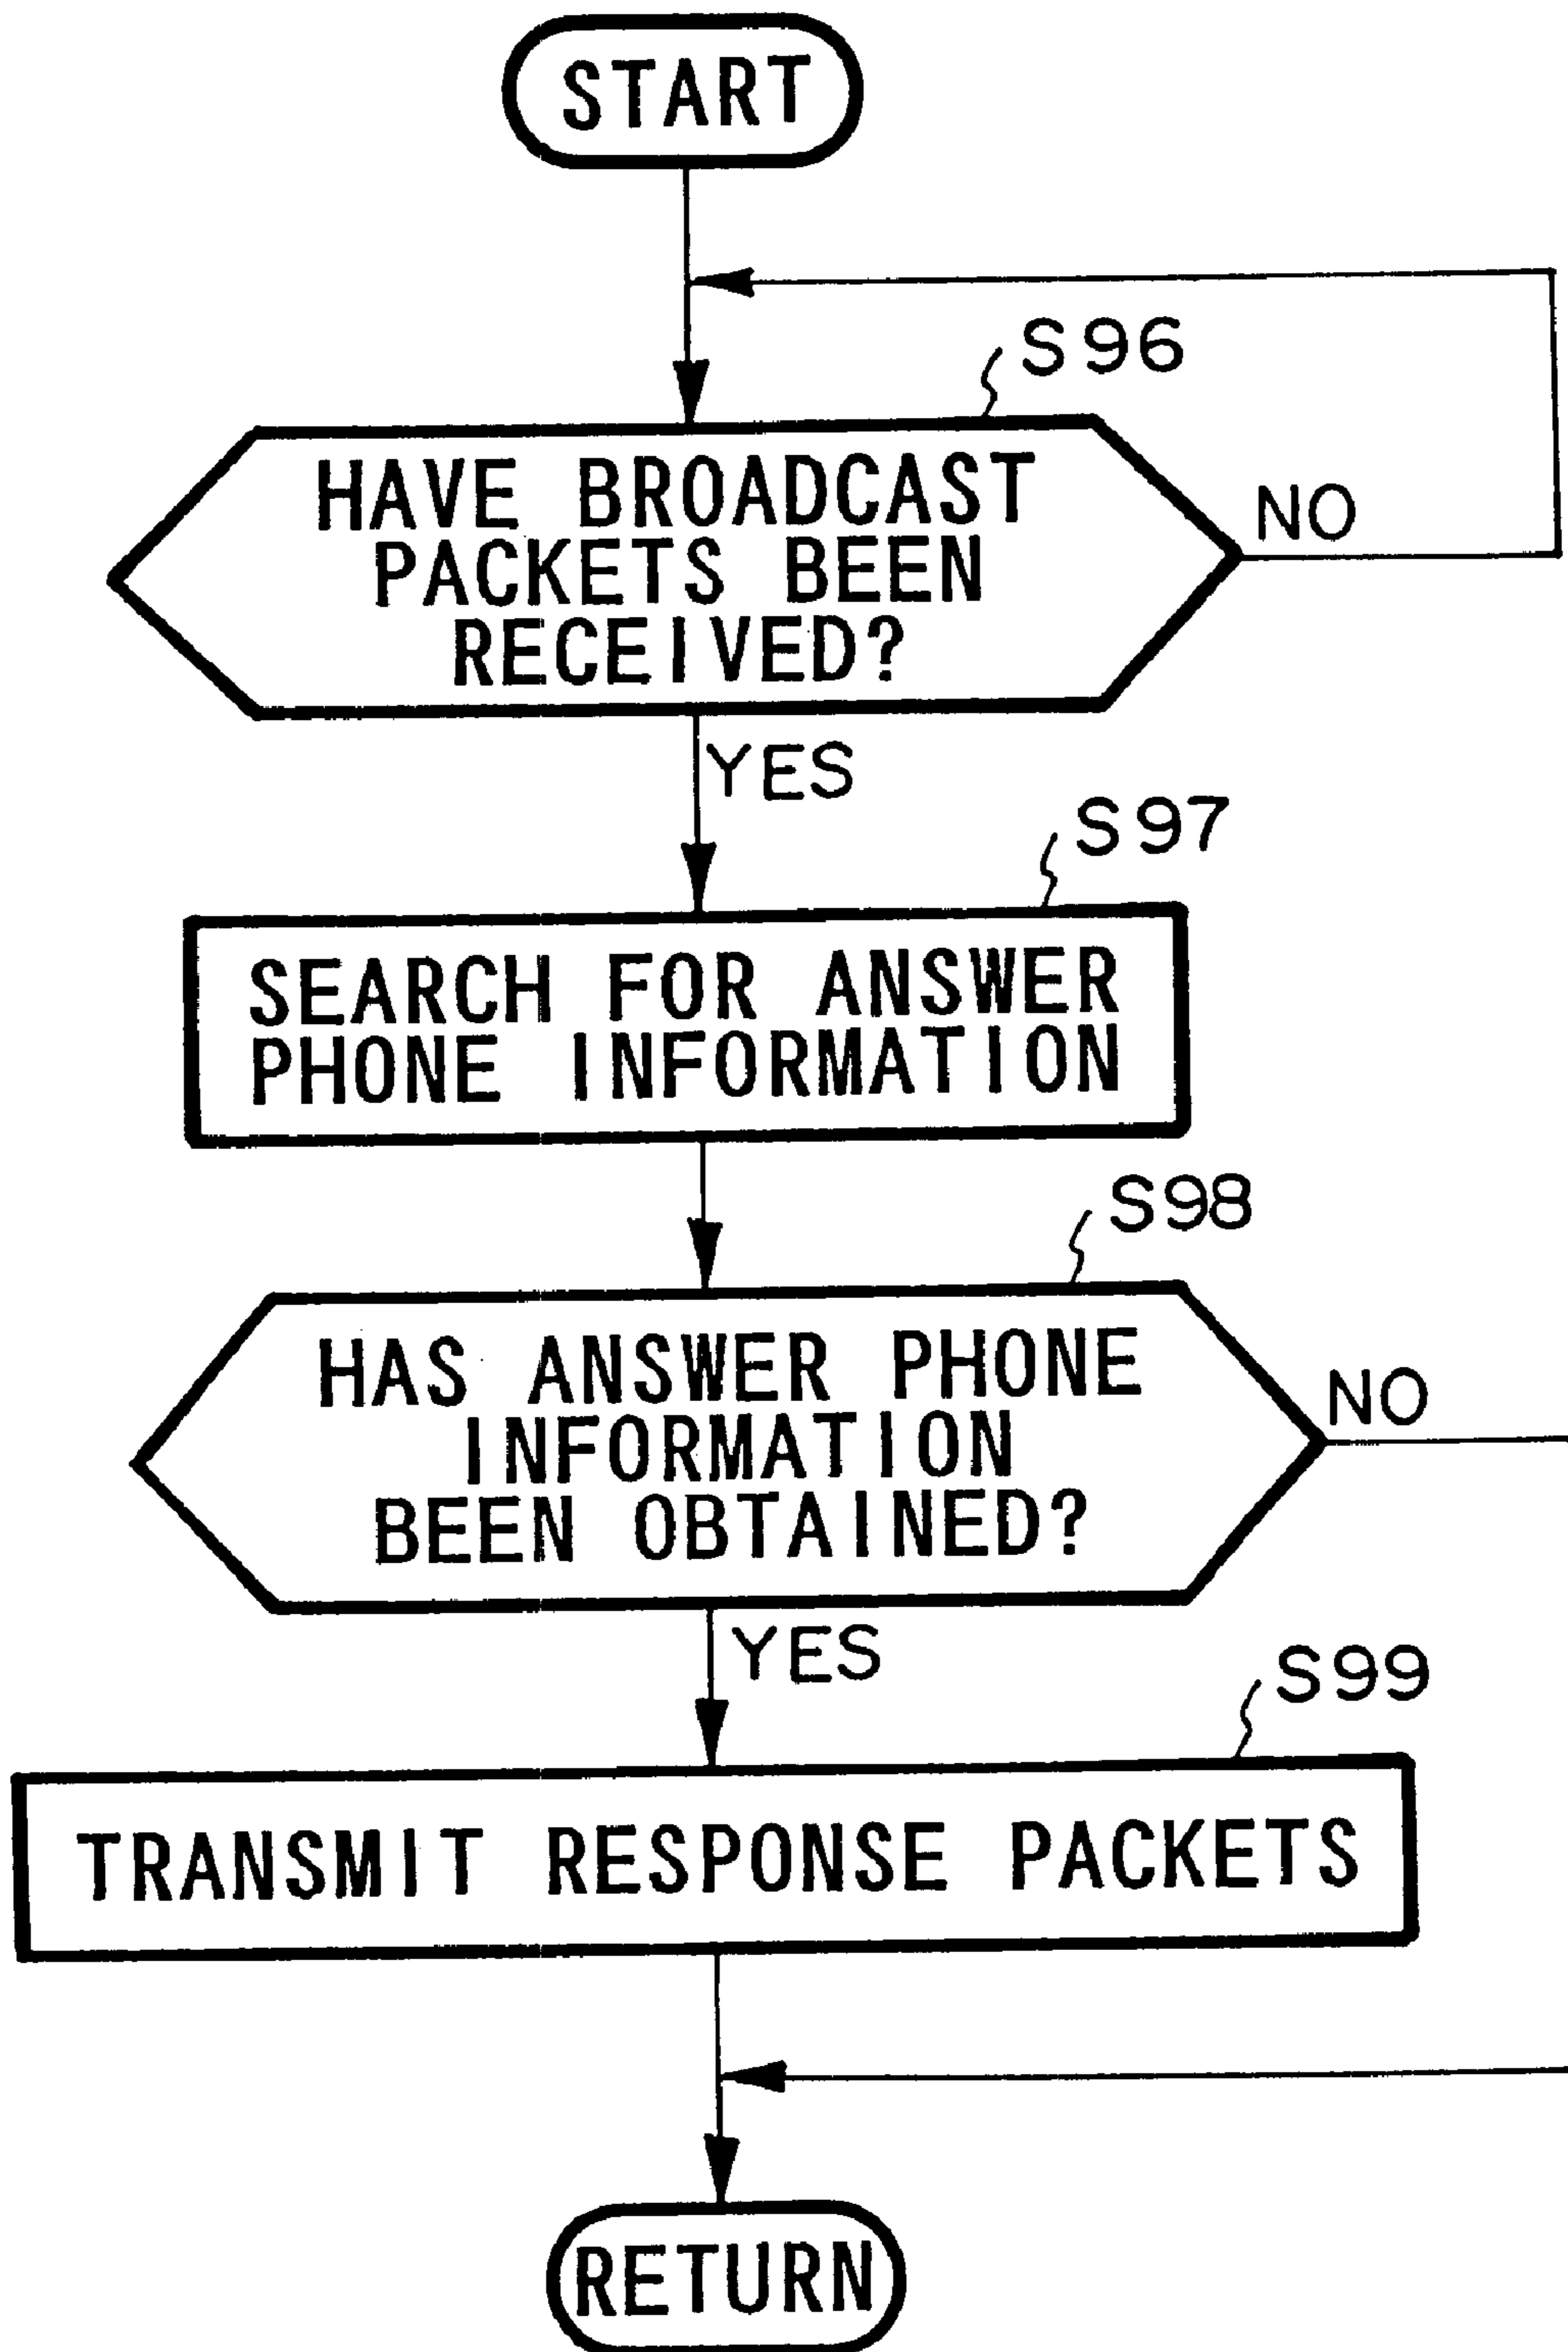 START
S96
HAVE BROADCAST
PACKETS BEEN
RECEIVED?
NO
YES
S97
SEARCH FOR ANSWER
PHONE INFORMATION
S98
HAS ANSWER PHONE
INFORMATION
BEEN OBTAINED?
NO
YES
S99
TRANSMIT RESPONSE PACKETS
RETURN